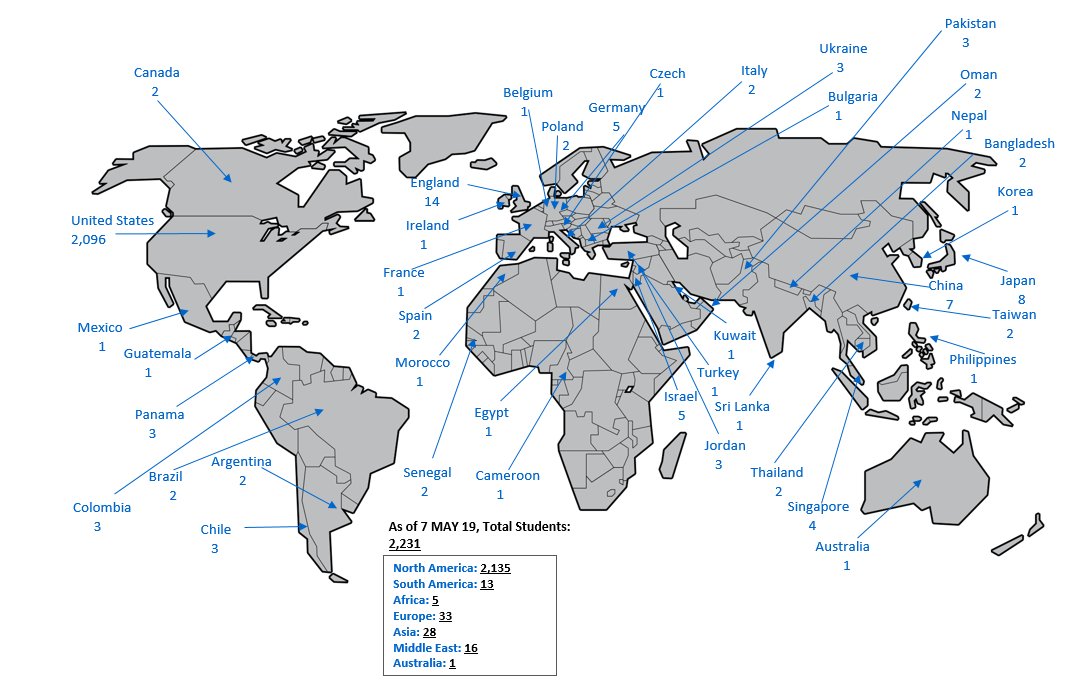 Pakistan
3
Ukraine
3
Canada
2
Czech
1
Italy
2
Oman
2
Belgium
1
Germany
5
Bulgaria
1
Nepal
1
Poland
2
Bangladesh
2
England
14
Korea
1
United States
2,096
Ireland
1
France
1
China
7
Japan
8
Spain
2
Taiwan
2
Mexico
1
Kuwait
1
Guatemala
1
Morocco
1
Philippines
1
Turkey
1
Israel
5
Sri Lanka
1
Panama
3
Egypt
1
Jordan
3
Argentina
2
Brazil
2
Senegal
2
Cameroon
1
Thailand
2
Colombia
3
Singapore
4
Chile
3
Australia
1
As of 7 MAY 19, Total Students:
2,231
North America: 2,135
South America: 13
Africa: 5
Europe: 33
Asia: 28
Middle East: 16
Australia: 1